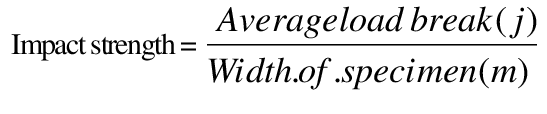 Impact strength = Averageload break(j)
Width.of.specimen(m)